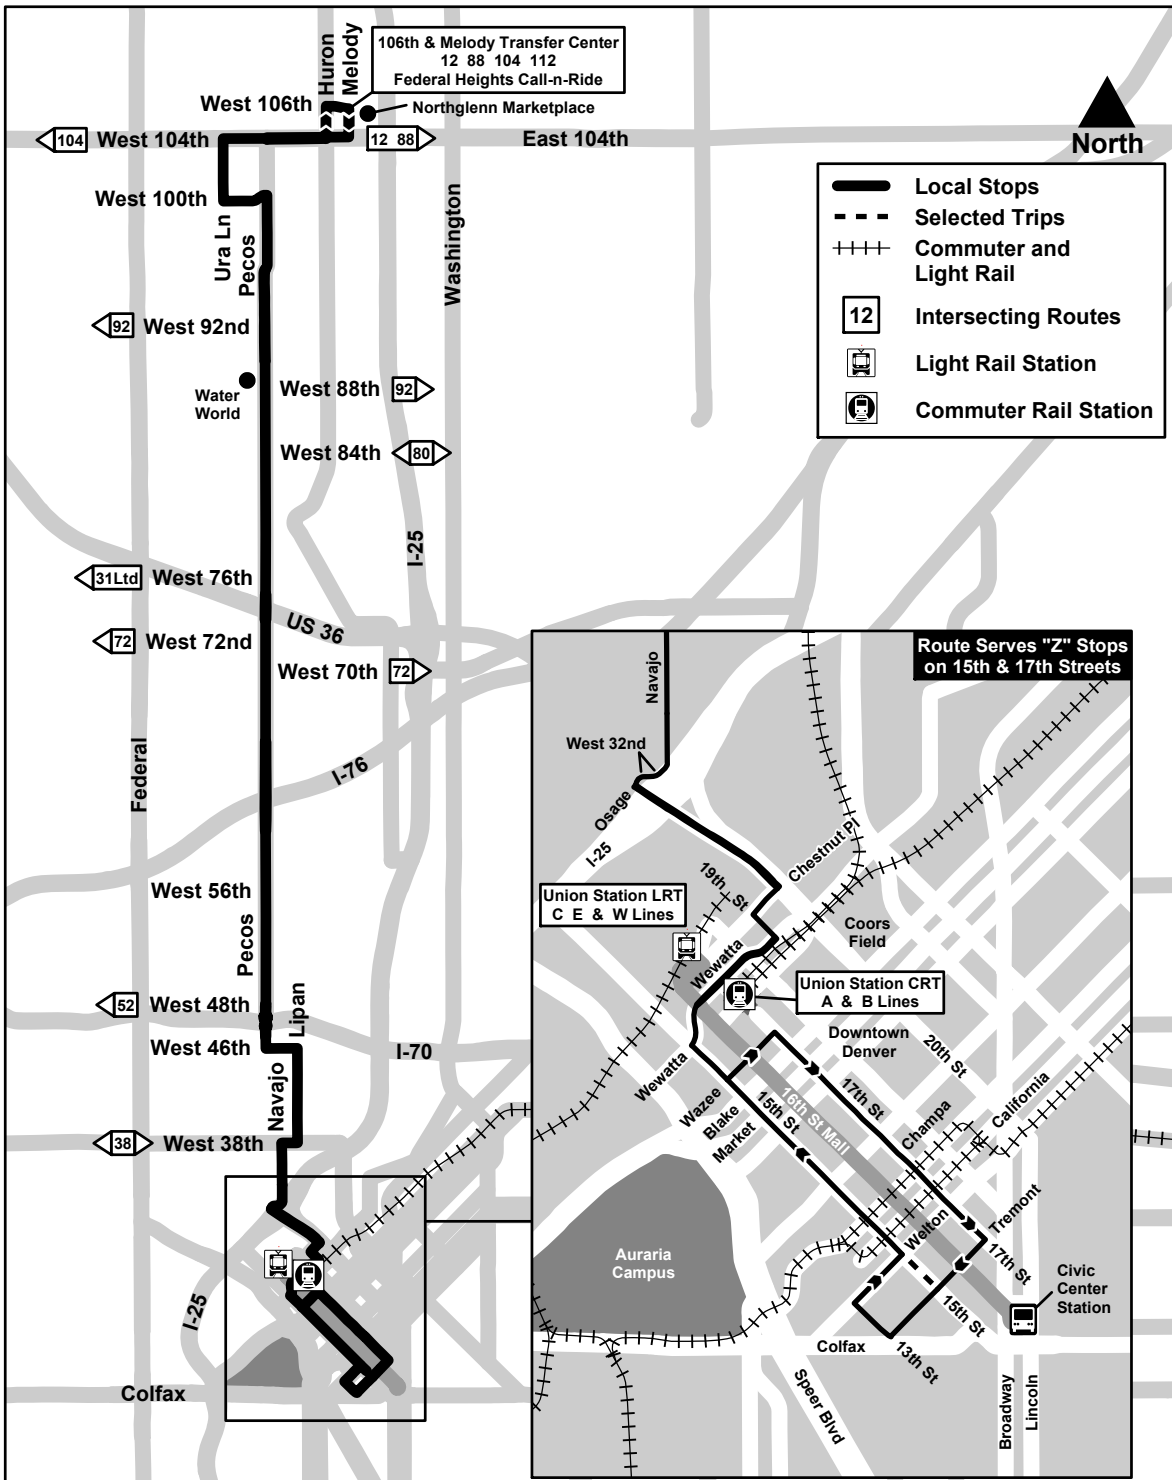 Huron
Melody
106th & Melody Transfer Center
12 88 104 112
Federal Heights Call-n-Ride
West 106th
Northglenn Marketplace
104
West 104th
12 88
East 104th
North
West 100th
Ura Ln
Pecos
Washington
Local Stops
Selected Trips
Commuter and
Light Rail
12
Intersecting Routes
Light Rail Station
Commuter Rail Station
92
West 92nd
Water
World
West 88th
92
West 84th
80
I-25
31Ltd
West 76th
US 36
72
West 72nd
West 70th
72
Federal
I-76
West 56th
Pecos
52
West 48th
Lipan
West 46th
I-70
Navajo
38
West 38th
I-25
Colfax
Route Serves "Z" Stops
on 15th & 17th Streets
Navajo
West 32nd
Osage
I-25
Chestnut Pl
19th St
Union Station LRT
C E & W Lines
Coors
Field
Wewatta
Union Station CRT
A & B Lines
Downtown
Denver
20th St
Wewatta
Wazee
Blake
Market
15th St
16th St Mall
17th St
Champa
California
Auraria
Campus
Welton
Tremont
17th St
15th St
Civic
Center
Station
Colfax
13th St
Speer Blvd
Broadway
Lincoln